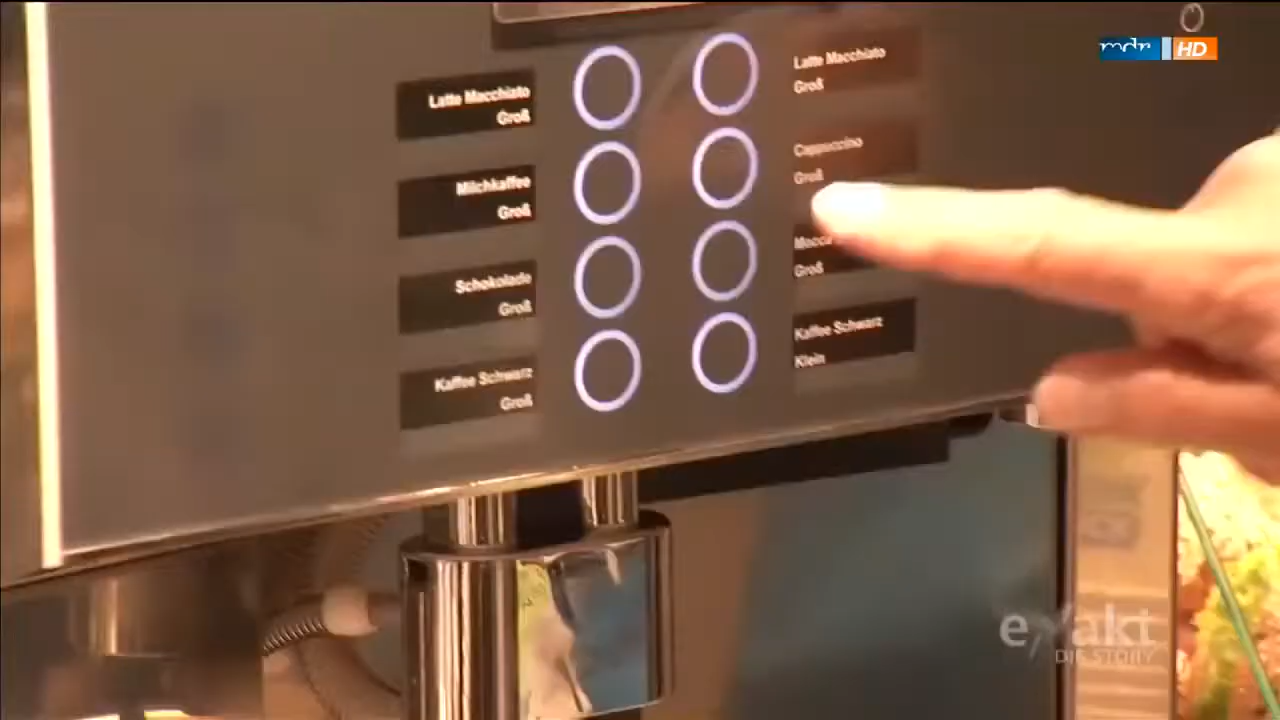 mdr HD
Latte Macchiato
Groß
Milchkaffee
Groß
Schokolade
Groß
Kaffee Schwarz
Groß
Latte Macchiato
Groß
Cappuccino
Groß
Mocca
Groß
Kaffee Schwarz
Klein
exakt
DIE STORY